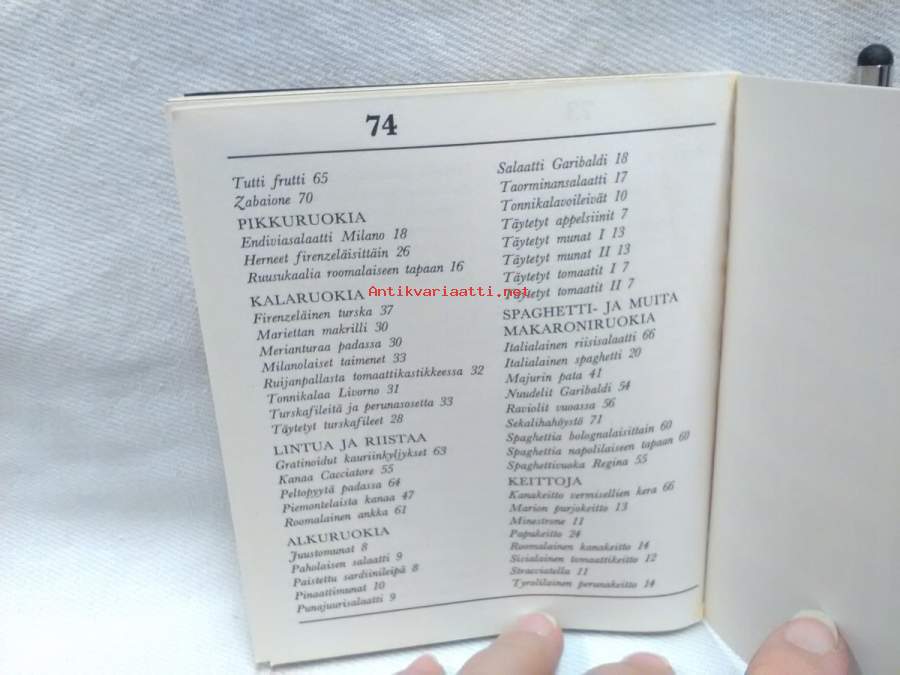 74
Tutti frutti 65
Zabaione 70
PIKKURUOKIA
Endiviasalaatti Milano 18
Herneet firenzeläisittäin 26
Ruusukaalia roomalaiseen tapaan 16
KALARUOKIA
Firenzeläinen turska 37
Mariettan makrilli 30
Merianturaa padassa 30
Milanolaiset taimenet 33
Ruijanpallasta tomaattikastikkeessa 32
Tonnikalaa Livorno 31
Turskafileitä ja perunasosetta 33
Täytetyt turskafileet 28
LINTUA JA RIISTAA
Gratinoidut kauriinkyljykset 63
Kanaa Cacciatore 55
Peltopyytä padassa 64
Piemontelaista kanaa 47
Roomalainen ankka 61
ALKURUOKIA
Juustomunat 8
Paholaisen salaatti 9
Paistettu sardiinileipä 8
Pinaattimunat 10
Punajuurisalaatti 9
Salaatti Garibaldi 18
Taorminansalaatti 17
Tonnikalavoileivät 10
Täytetyt appelsiinit 7
Täytetyt munat I 13
Täytetyt munat II 13
Täytetyt tomaatit I 7
Täytetyt tomaatit II 7
SPAGHETTI- JA MUITA
MAKARONIRUOKIA
Italialainen riisisalaatti 66
Italialainen spaghetti 20
Majurin pata 41
Nuudelit Garibaldi 54
Raviolit vuoassa 56
Sekalihahöystö 71
Spaghettia bolognalaisittain 60
Spaghettia napolilaiseen tapaan 60
Spaghettivuoka Regina 55
KEITTOJA
Kanakeitto vermisellien kera 66
Marion purjokeitto 13
Minestrone 11
Papukeitto 24
Roomalainen kanakeitto 14
Sisialainen tomaattikeitto 12
Stracciatella 11
Tyrolilainen perunakeitto 14
Antikvariaatti.net